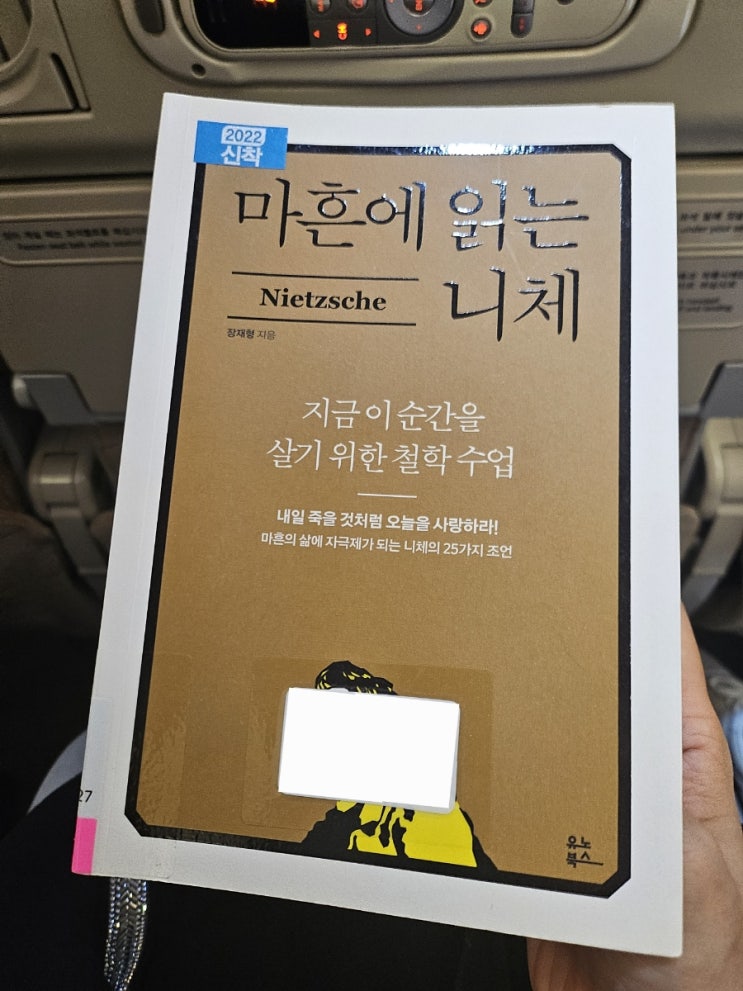 2022
신착
마흔에 읽는
Nietzsche
니체
장재형 지음
지금 이 순간을
살기 위한 철학 수업
내일 죽을 것처럼 오늘을 사랑하라!
마흔의 삶에 자극제가 되는 니체의 25가지 조언
유노
북스
27